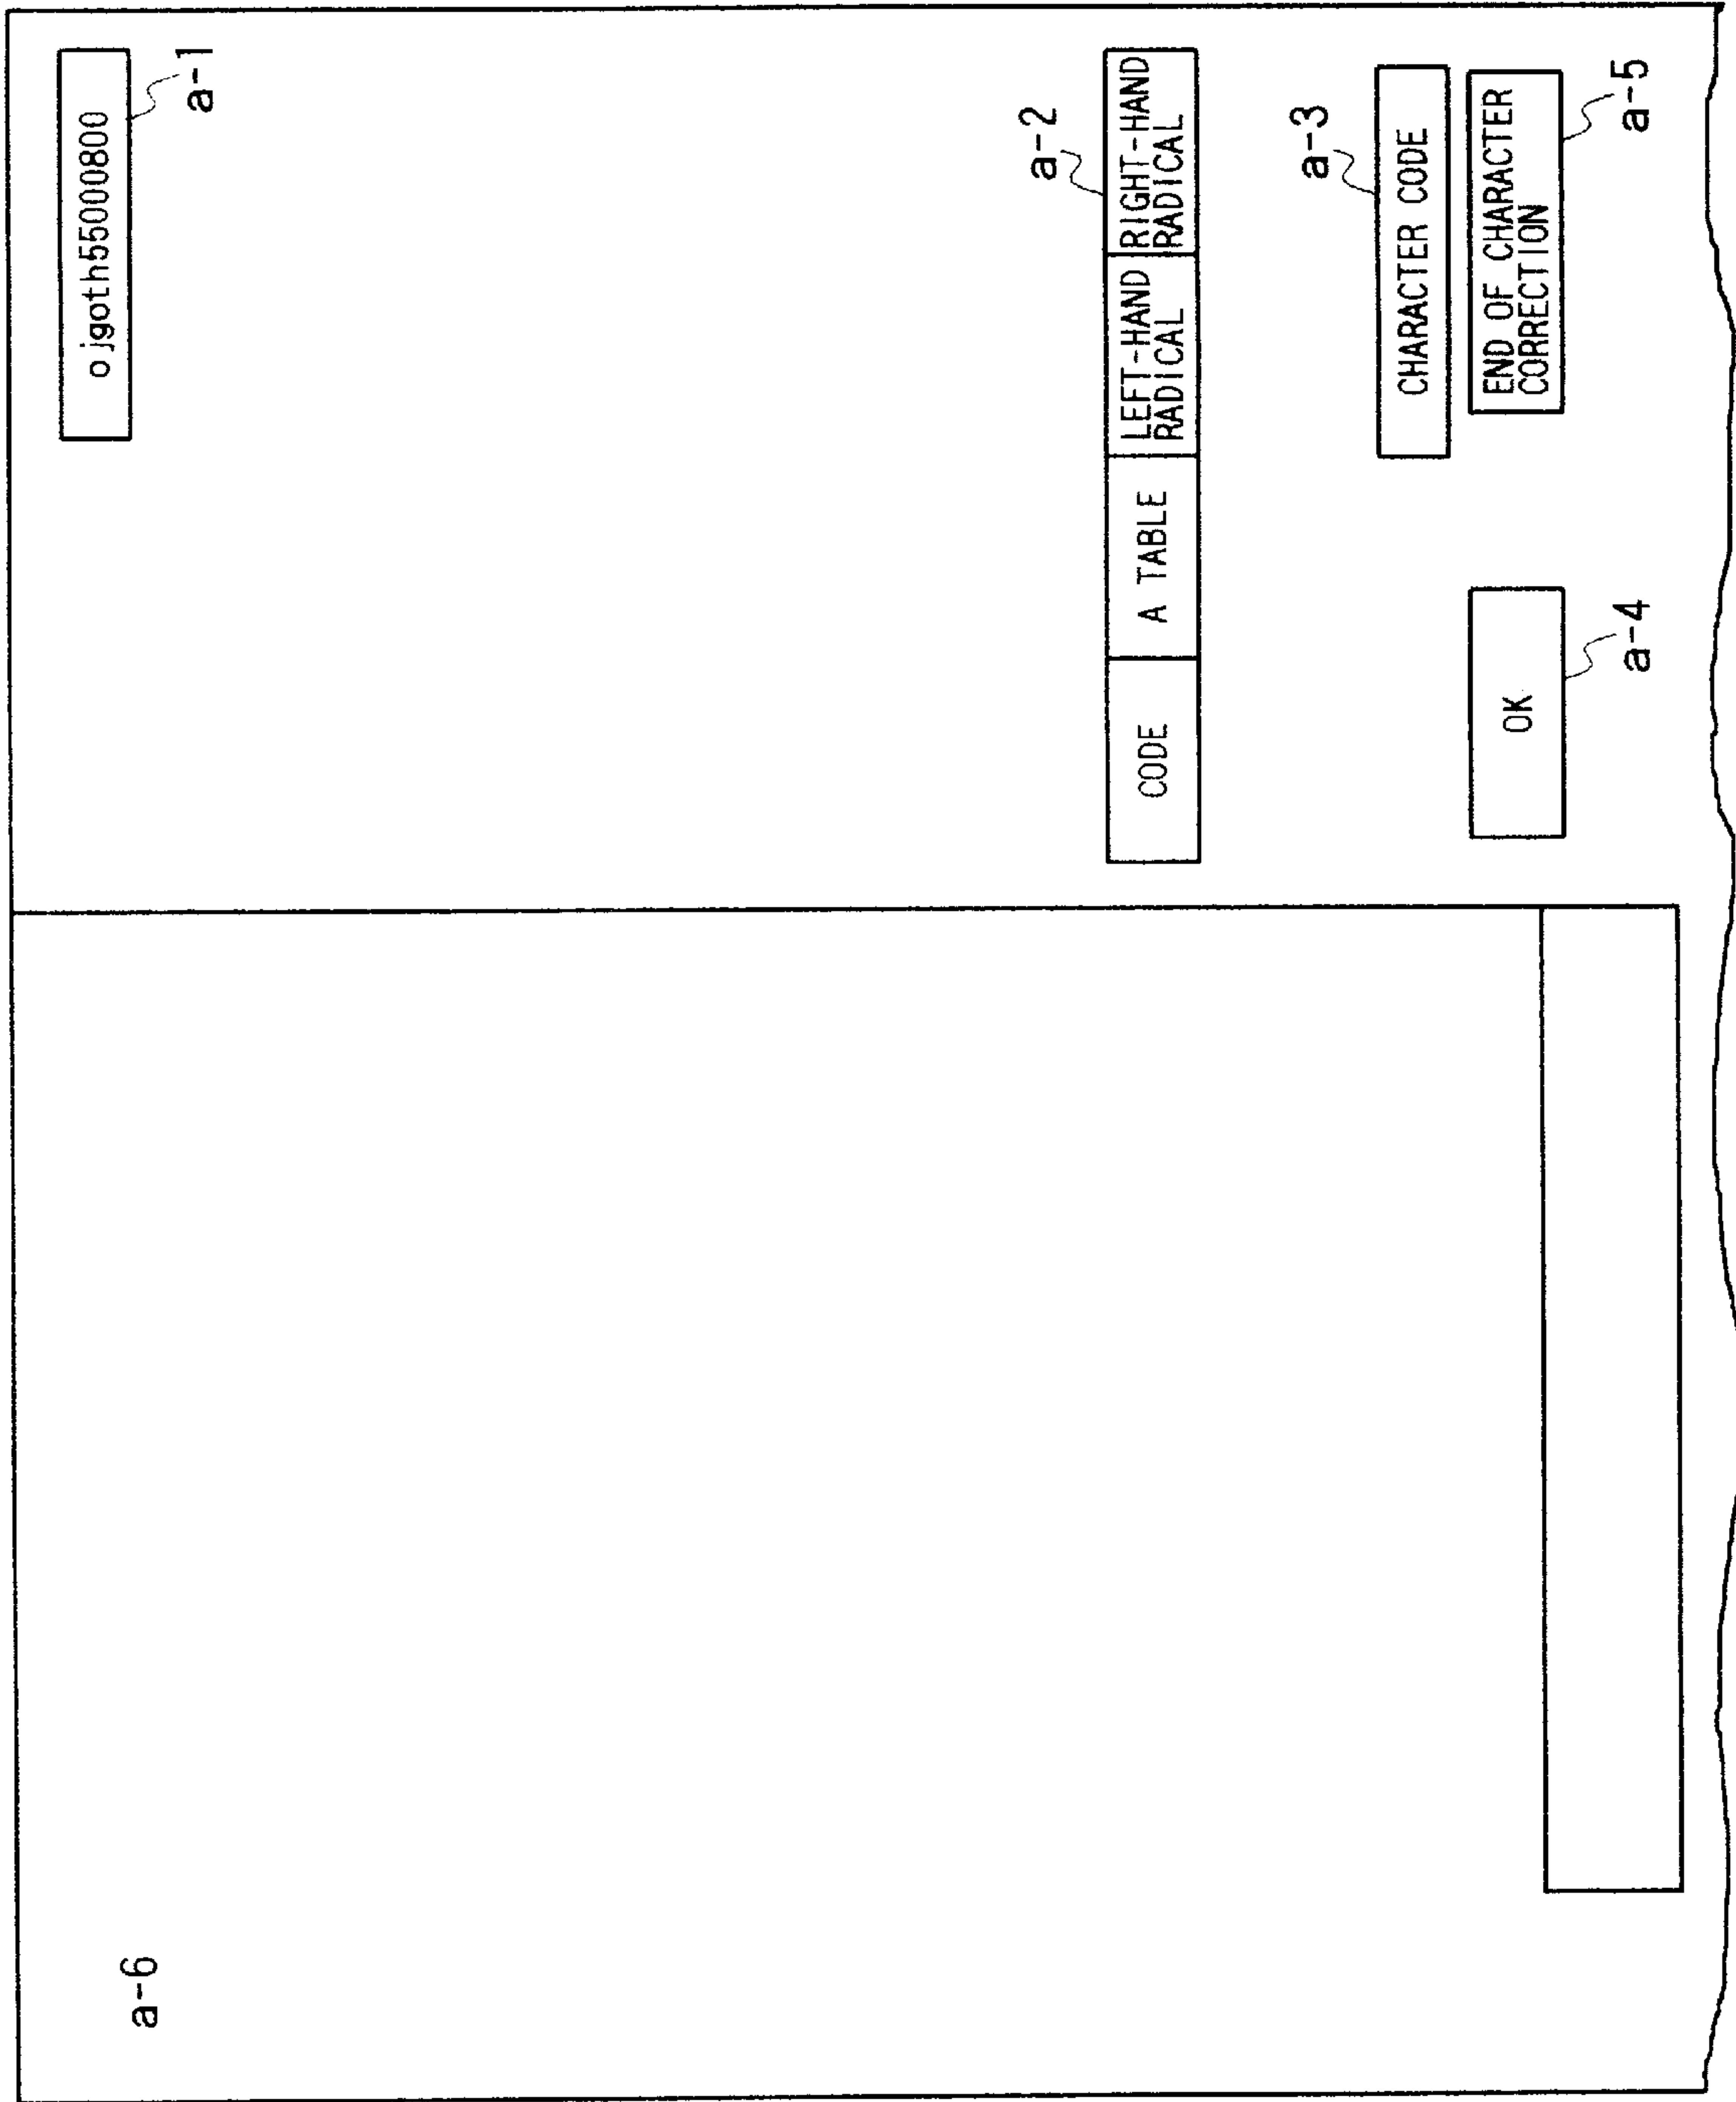 ojgoth55000800
a-1
a-6
a-2
CODE
A TABLE
LEFT-HAND
RADICAL
RIGHT-HAND
RADICAL
a-3
CHARACTER CODE
OK
END OF CHARACTER
CORRECTION
a-4
a-5